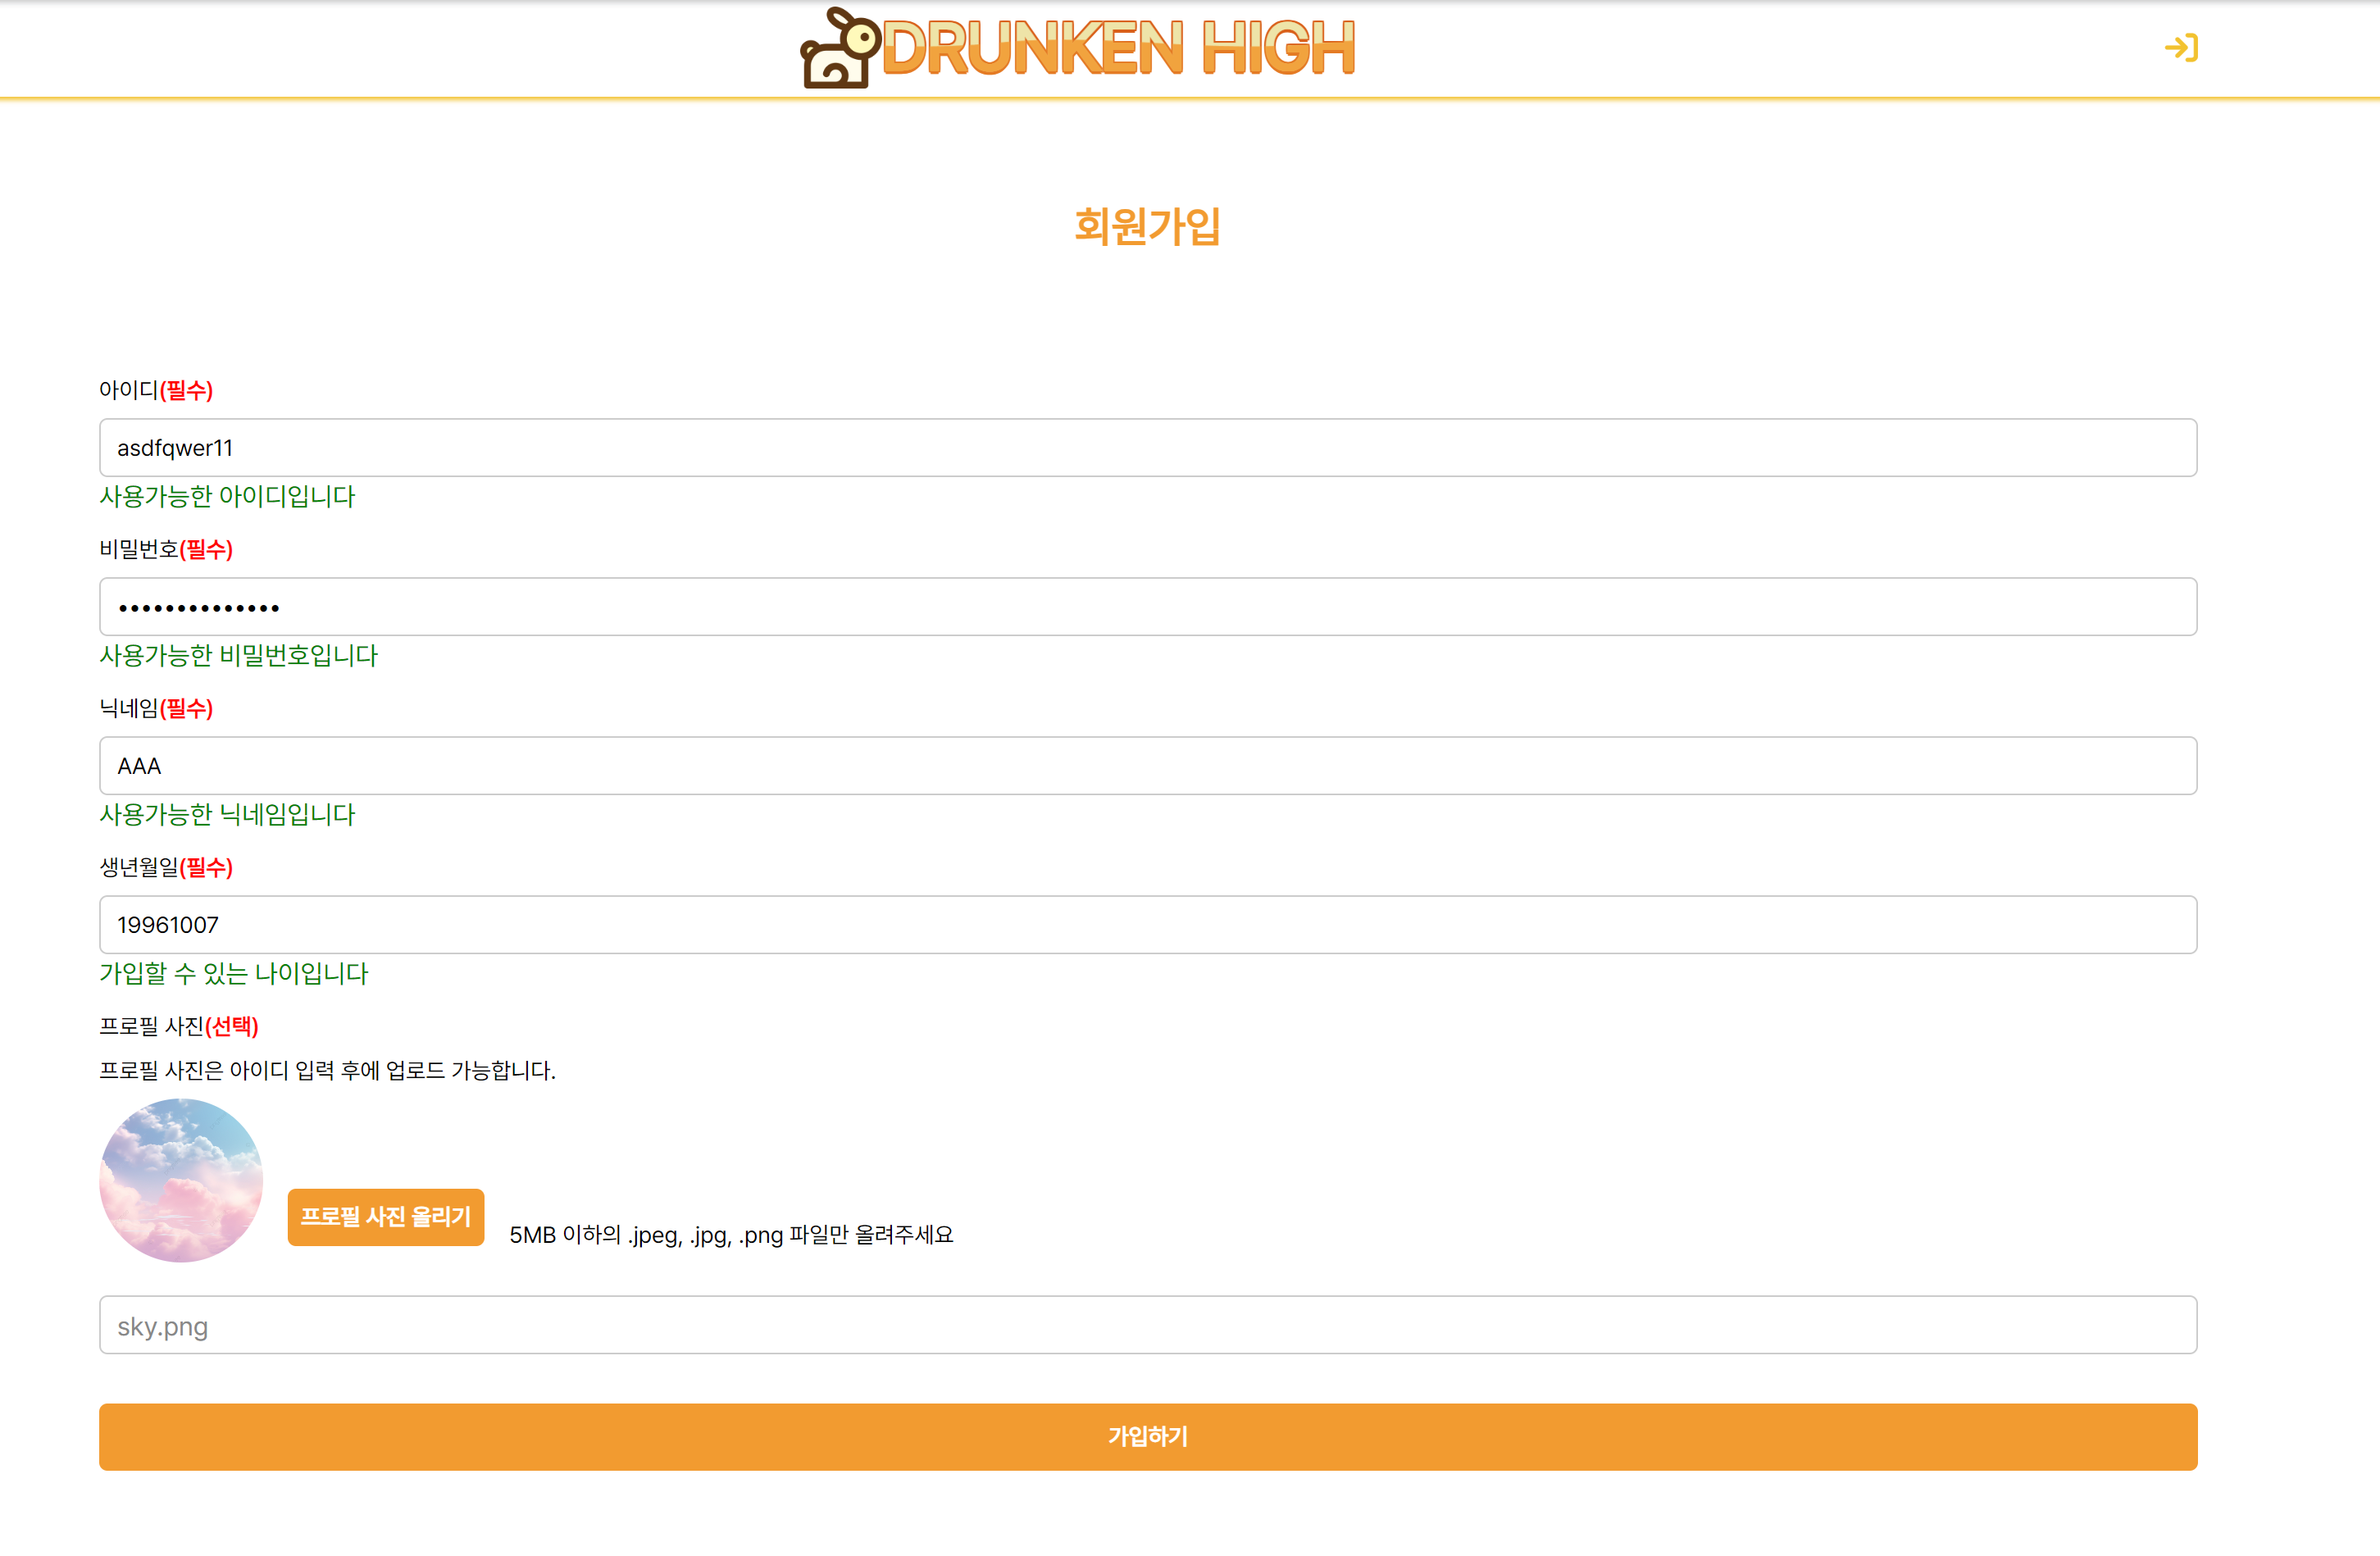 DRUNKEN HIGH
회원가입
아이디(필수)
asdfqwer11
사용가능한 아이디입니다
비밀번호(필수)
••••••••••••••
사용가능한 비밀번호입니다
닉네임(필수)
AAA
사용가능한 닉네임입니다
생년월일(필수)
19961007
가입할 수 있는 나이입니다
프로필 사진(선택)
프로필 사진은 아이디 입력 후에 업로드 가능합니다.
프로필 사진 올리기
5MB 이하의 .jpeg, .jpg, .png 파일만 올려주세요
sky.png
가입하기